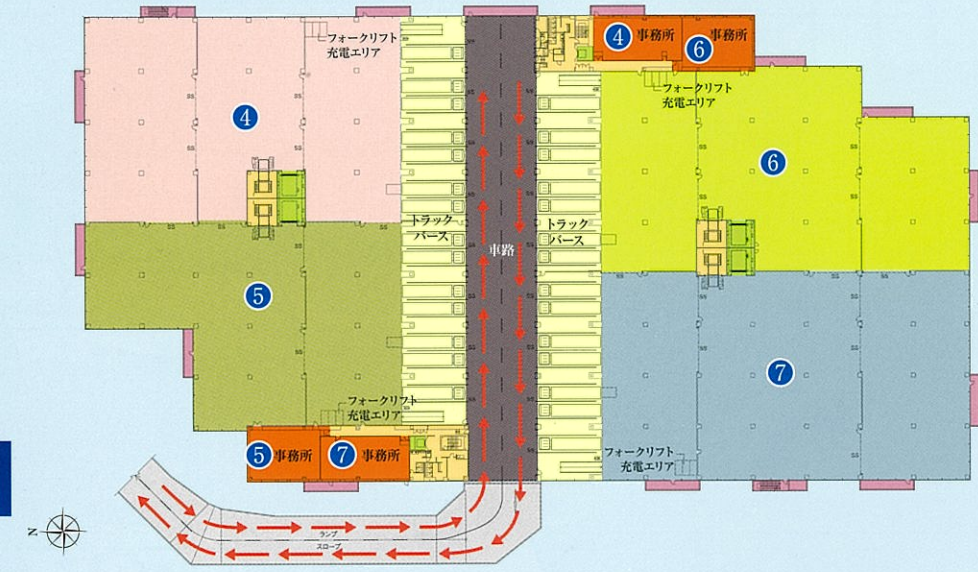 フォークリフト
充電エリア
4
事務所
6
事務所
フォークリフト
充電エリア
4
6
トラック
バース
車路
トラック
バース
5
7
フォークリフト
充電エリア
5
事務所
7
事務所
フォークリフト
充電エリア
ランプ
スロープ
N